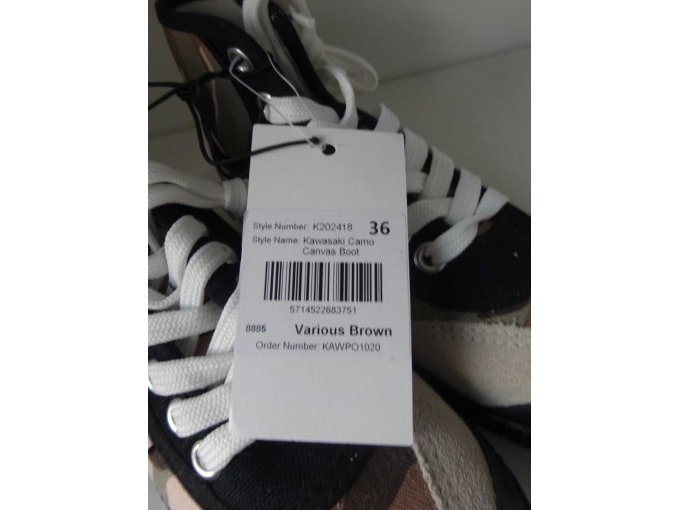 Style Number: K202418 36
Style Name: Kawasaki Camo
Canvas Boot
5714522683751
8885 Various Brown
Order Number: KAWPO1020